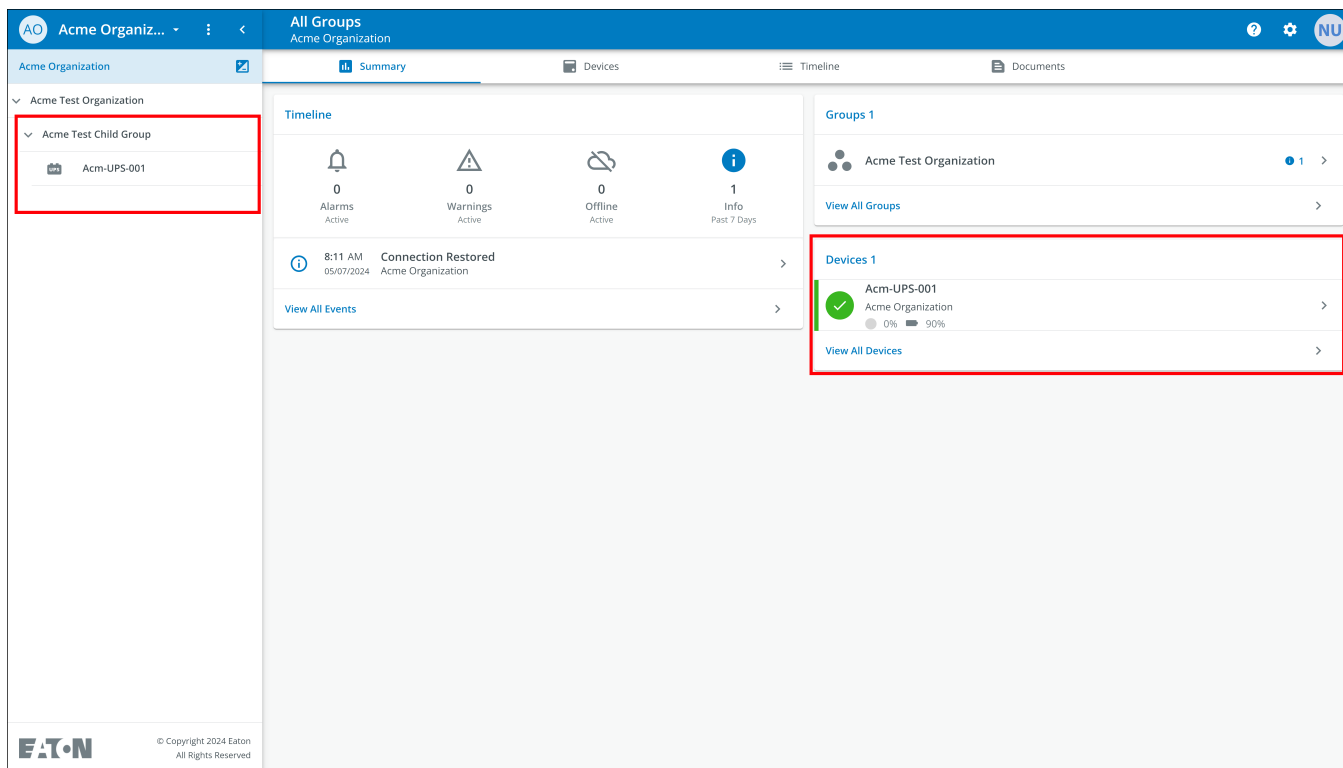 AO Acme Organiz...
All Groups
Acme Organization
NU
Acme Organization
Acme Test Organization
Acme Test Child Group
UPS Acm-UPS-001
Summary Devices Timeline Documents
Timeline
0 0 0 1
Alarms Warnings Offline Info
Active Active Active Past 7 Days
8:11 AM Connection Restored
05/07/2024 Acme Organization
View All Events
Groups 1
Acme Test Organization 1
View All Groups
Devices 1
Acm-UPS-001
Acme Organization
0% 90%
View All Devices
EATON
© Copyright 2024 Eaton
All Rights Reserved